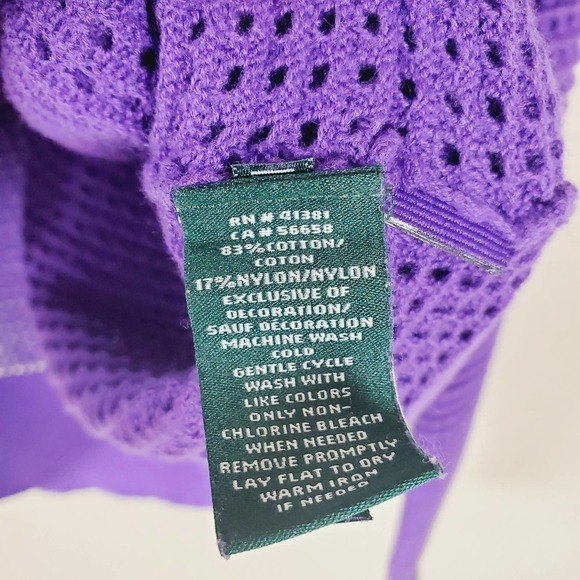 RN # 41381
CA # 56658
83%COTTON/
COTON
17%NYLON/NYLON
EXCLUSIVE OF
DECORATION/
SAUF DÉCORATION
MACHINE WASH
COLD
GENTLE CYCLE
WASH WITH
LIKE COLORS
ONLY NON-
CHLORINE BLEACH
WHEN NEEDED
REMOVE PROMPTLY
LAY FLAT TO DRY
WARM IRON
IF NEEDED